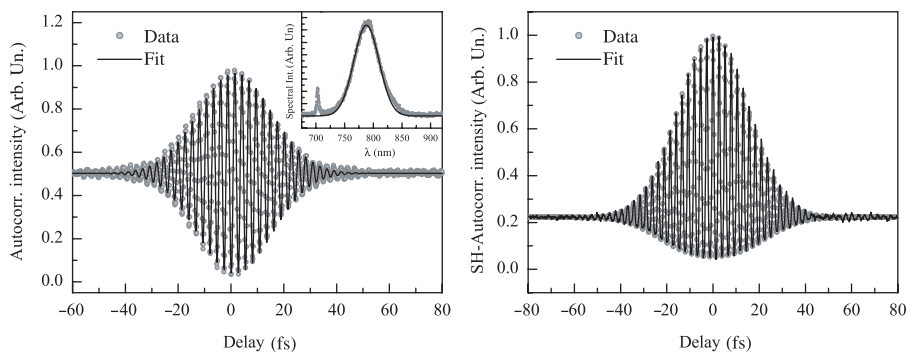 1.2
1.0
0.8
0.6
0.4
0.2
0.0
Autocorr. intensity (Arb. Un.)
Data
Fit
Spectral Int. (Arb. Un)
700 750 800 850 900
λ (nm)
–60 –40 –20 0 20 40 60 80
Delay (fs)
1.0
0.8
0.6
0.4
0.2
0.0
SH-Autocorr. intensity (Arb. Un.)
Data
Fit
–80 –60 –40 –20 0 20 40 60 80
Delay (fs)